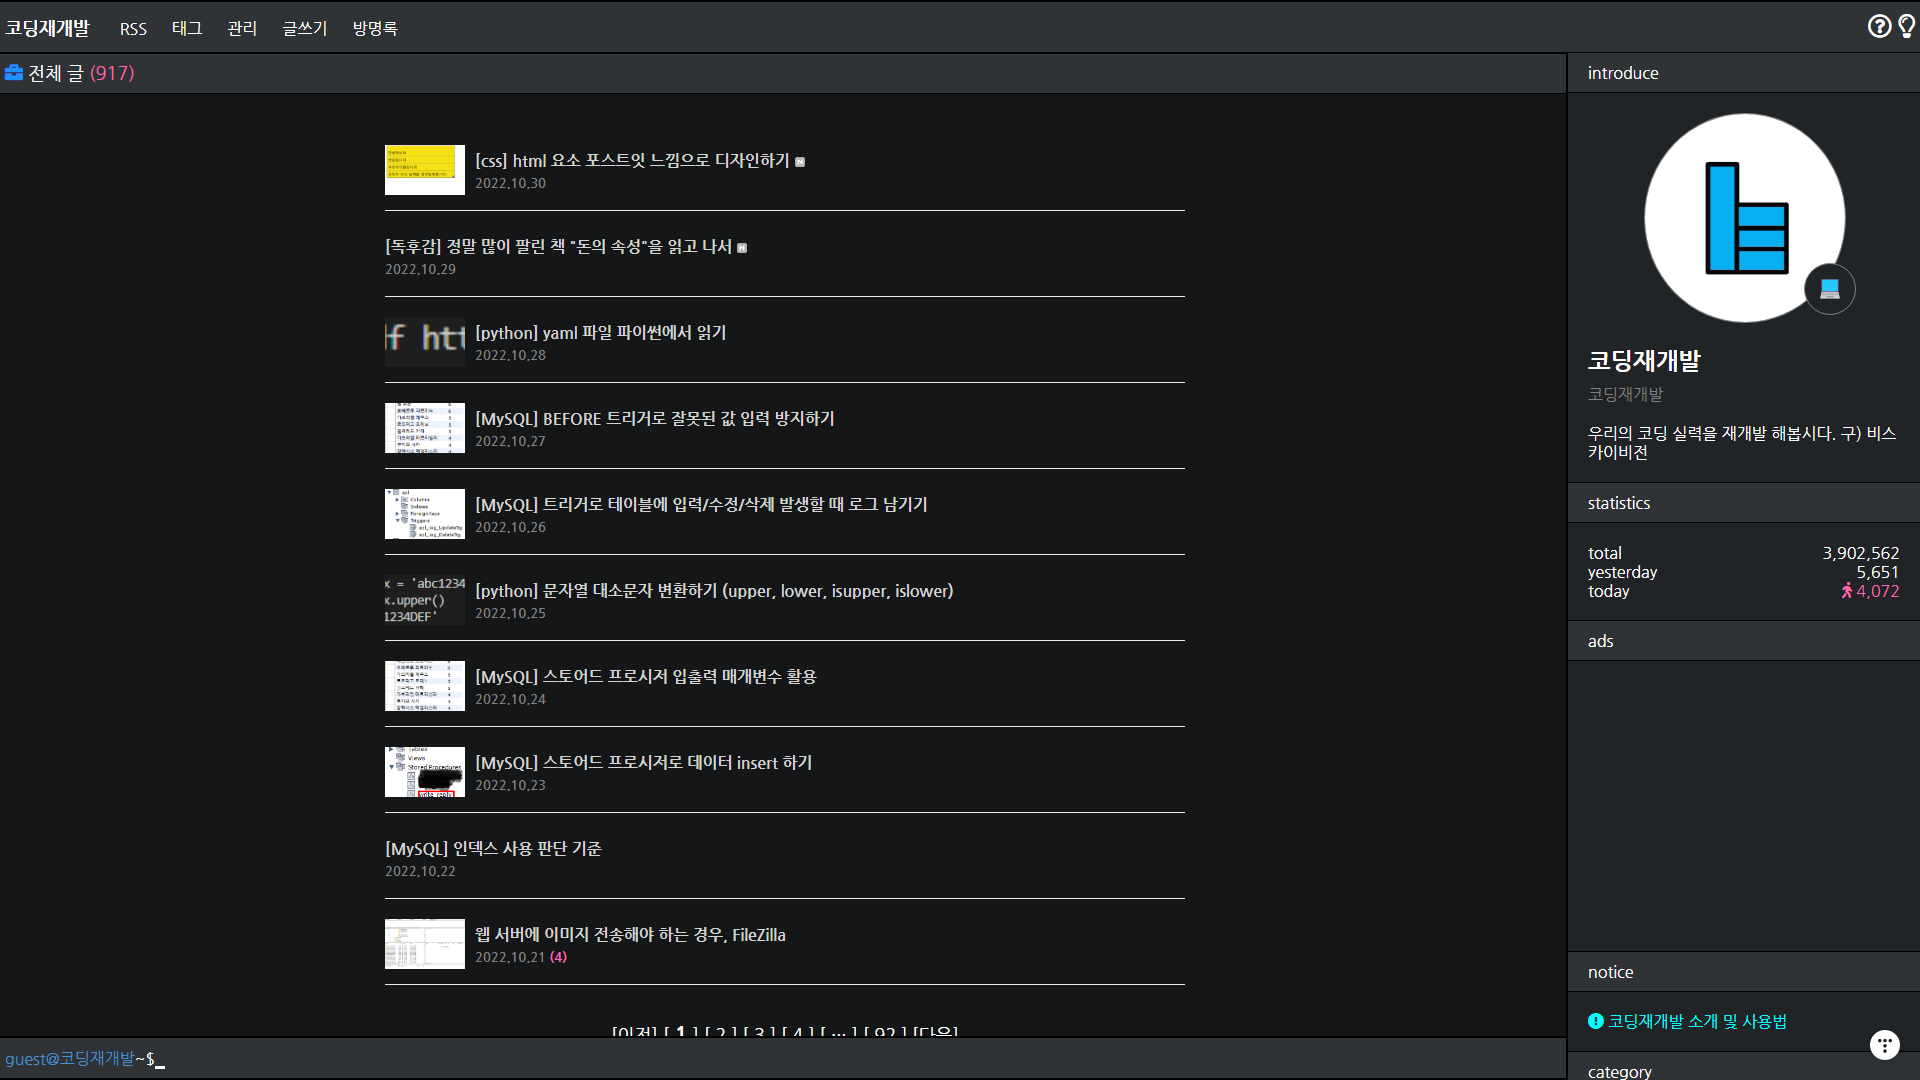 코딩재개발 RSS 태그 관리 글쓰기 방명록
전체 글 (917)
[css] html 요소 포스트잇 느낌으로 디자인하기 N
2022.10.30
[독후감] 정말 많이 팔린 책 "돈의 속성"을 읽고 나서 N
2022.10.29
if htt
[python] yaml 파일 파이썬에서 읽기
2022.10.28
[MySQL] BEFORE 트리거로 잘못된 값 입력 방지하기
2022.10.27
Columns
Indexes
Foreign Keys
Triggers
[MySQL] 트리거로 테이블에 입력/수정/삭제 발생할 때 로그 남기기
2022.10.26
x = 'abc1234
x.upper()
1234DEF'
[python] 문자열 대소문자 변환하기 (upper, lower, isupper, islower)
2022.10.25
[MySQL] 스토어드 프로시저 입출력 매개변수 활용
2022.10.24
Tables
Views
Stored Procedures
[MySQL] 스토어드 프로시저로 데이터 insert 하기
2022.10.23
[MySQL] 인덱스 사용 판단 기준
2022.10.22
웹 서버에 이미지 전송해야 하는 경우, FileZilla
2022.10.21 (4)
[이전] [ 1 ] [ 2 ] [ 3 ] [ 4 ] [ ··· ] [ 92 ] [다음]
guest@코딩재개발~$_
introduce
코딩재개발
코딩재개발
우리의 코딩 실력을 재개발 해봅시다. 구) 비스
카이비전
statistics
total 3,902,562
yesterday 5,651
today 4,072
ads
notice
코딩재개발 소개 및 사용법
category